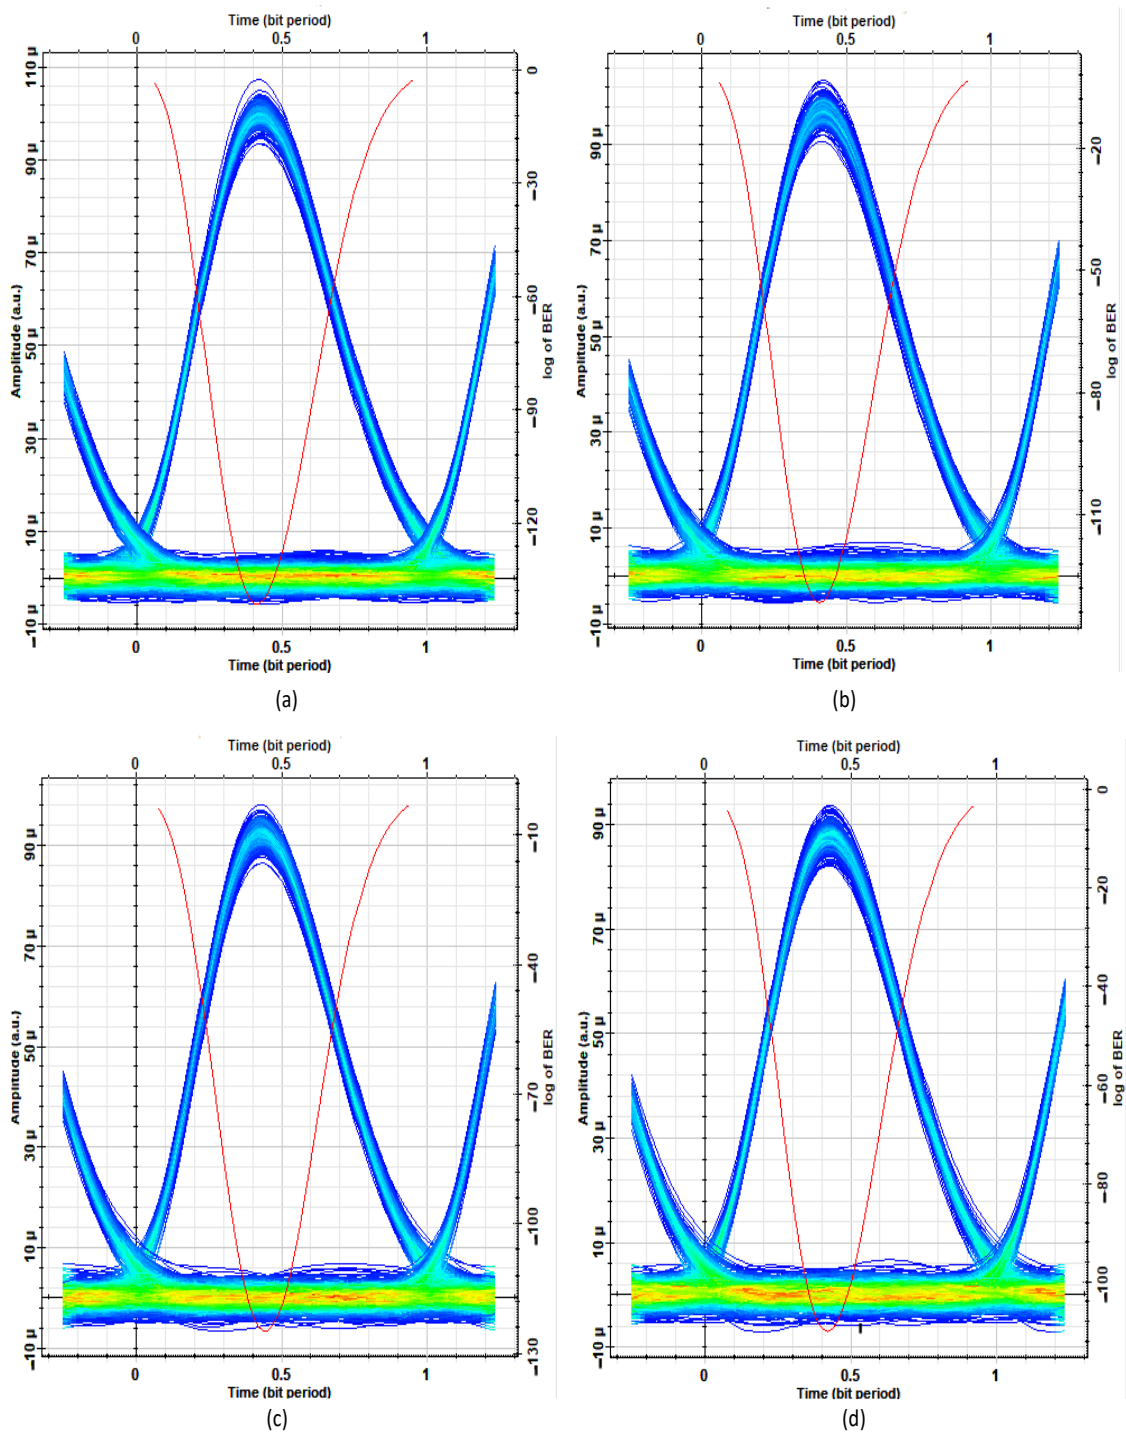 Time (bit period)
0 0.5 1
Amplitude (a.u.)
110 µ
90 µ
70 µ
50 µ
30 µ
10 µ
−10 µ
0
−30
−60
−90
−120
log of BER
0 0.5 1
Time (bit period)
(a)
Time (bit period)
0 0.5 1
Amplitude (a.u.)
90 µ
70 µ
50 µ
30 µ
10 µ
−10 µ
−20
−50
−80
−110
log of BER
0 0.5 1
Time (bit period)
(b)
Time (bit period)
0 0.5 1
Amplitude (a.u.)
90 µ
70 µ
50 µ
30 µ
10 µ
−10 µ
−10
−40
−70
−100
−130
log of BER
0 0.5 1
Time (bit period)
(c)
Time (bit period)
0 0.5 1
Amplitude (a.u.)
90 µ
70 µ
50 µ
30 µ
10 µ
−10 µ
0
−20
−40
−60
−80
−100
log of BER
0 0.5 1
Time (bit period)
(d)